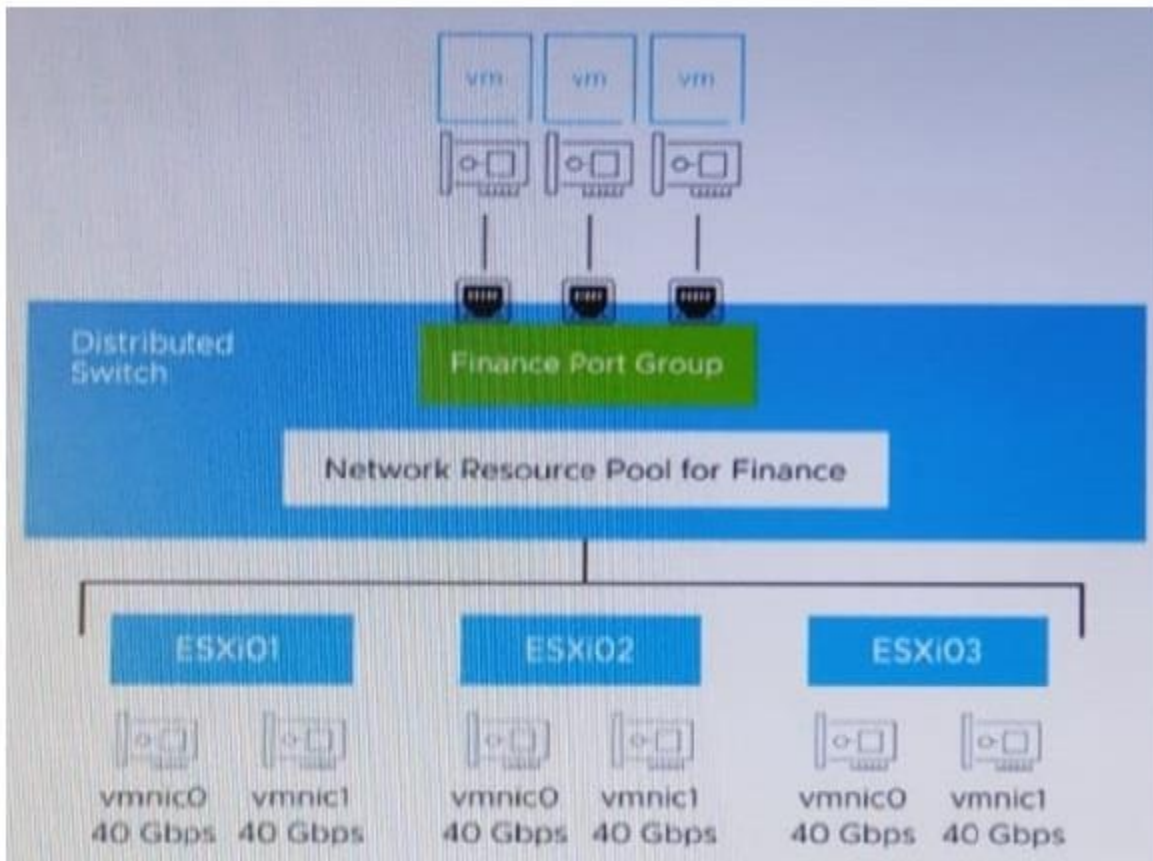 vm vm vm
Distributed
Switch
Finance Port Group
Network Resource Pool for Finance
ESXi01 ESXi02 ESXi03
vmnic0 vmnic1 vmnic0 vmnic1 vmnic0 vmnic1
40 Gbps 40 Gbps 40 Gbps 40 Gbps 40 Gbps 40 Gbps